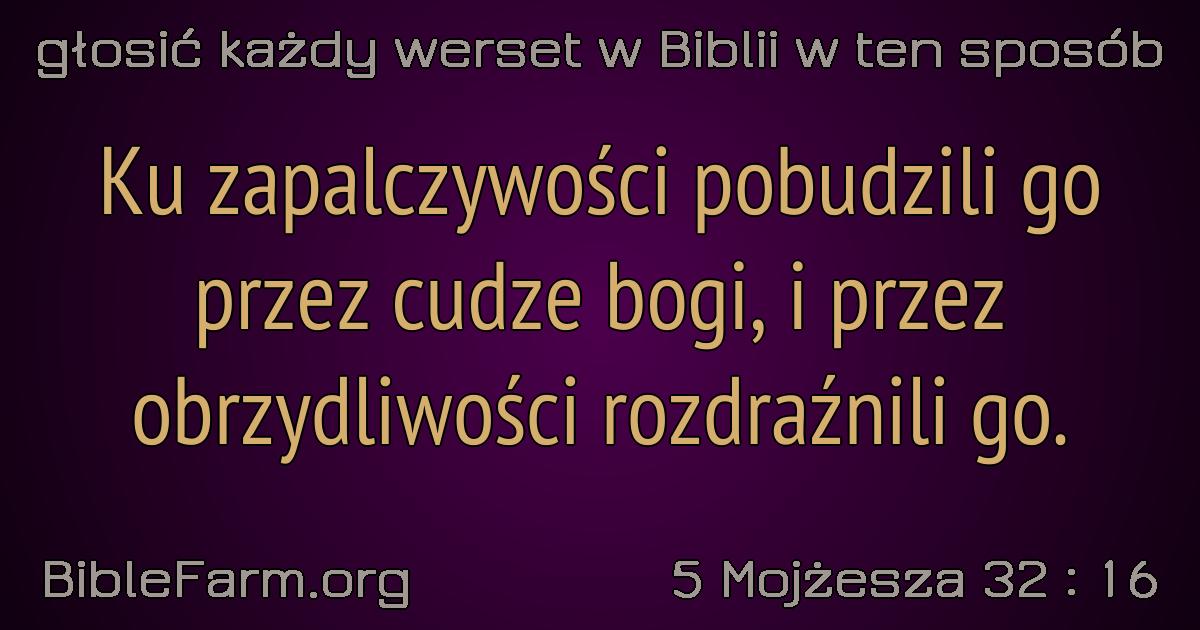 głosić każdy werset w Biblii w ten sposób
Ku zapalczywości pobudzili go
przez cudze bogi, i przez
obrzydliwości rozdraźnili go.
BibleFarm.org
5 Mojżesza 32 : 16